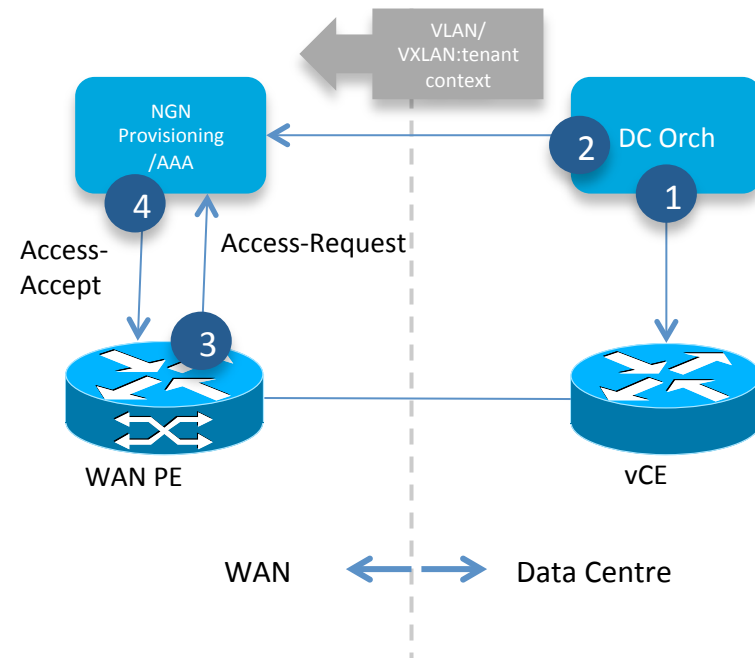 VLAN/
VXLAN:tenant
context
NGN
Provisioning
/AAA
2
DC Orch
4
1
Access-
Accept
Access-Request
3
WAN PE
vCE
WAN
Data Centre